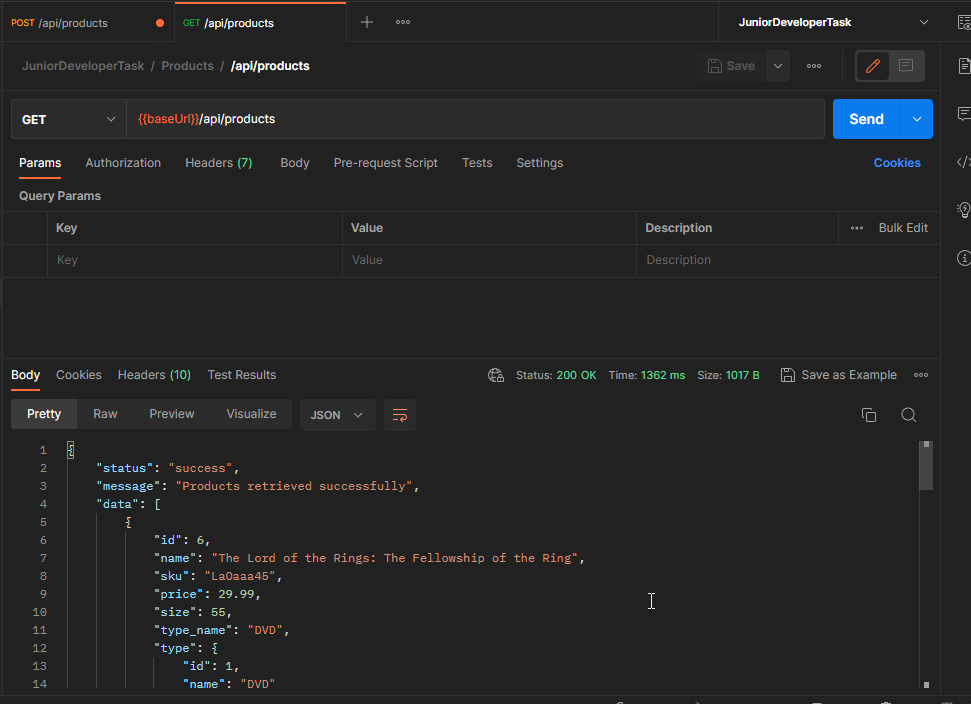 POST /api/products GET /api/products JuniorDeveloperTask
JuniorDeveloperTask / Products / /api/products Save
GET {{baseUrl}}/api/products Send
Params Authorization Headers (7) Body Pre-request Script Tests Settings Cookies
Query Params
Key Value Description Bulk Edit
Key Value Description
Body Cookies Headers (10) Test Results Status: 200 OK Time: 1362 ms Size: 1017 B Save as Example
Pretty Raw Preview Visualize JSON
1 {
2 "status": "success",
3 "message": "Products retrieved successfully",
4 "data": [
5 {
6 "id": 6,
7 "name": "The Lord of the Rings: The Fellowship of the Ring",
8 "sku": "LaOaaa45",
9 "price": 29.99,
10 "size": 55,
11 "type_name": "DVD",
12 "type": {
13 "id": 1,
14 "name": "DVD"